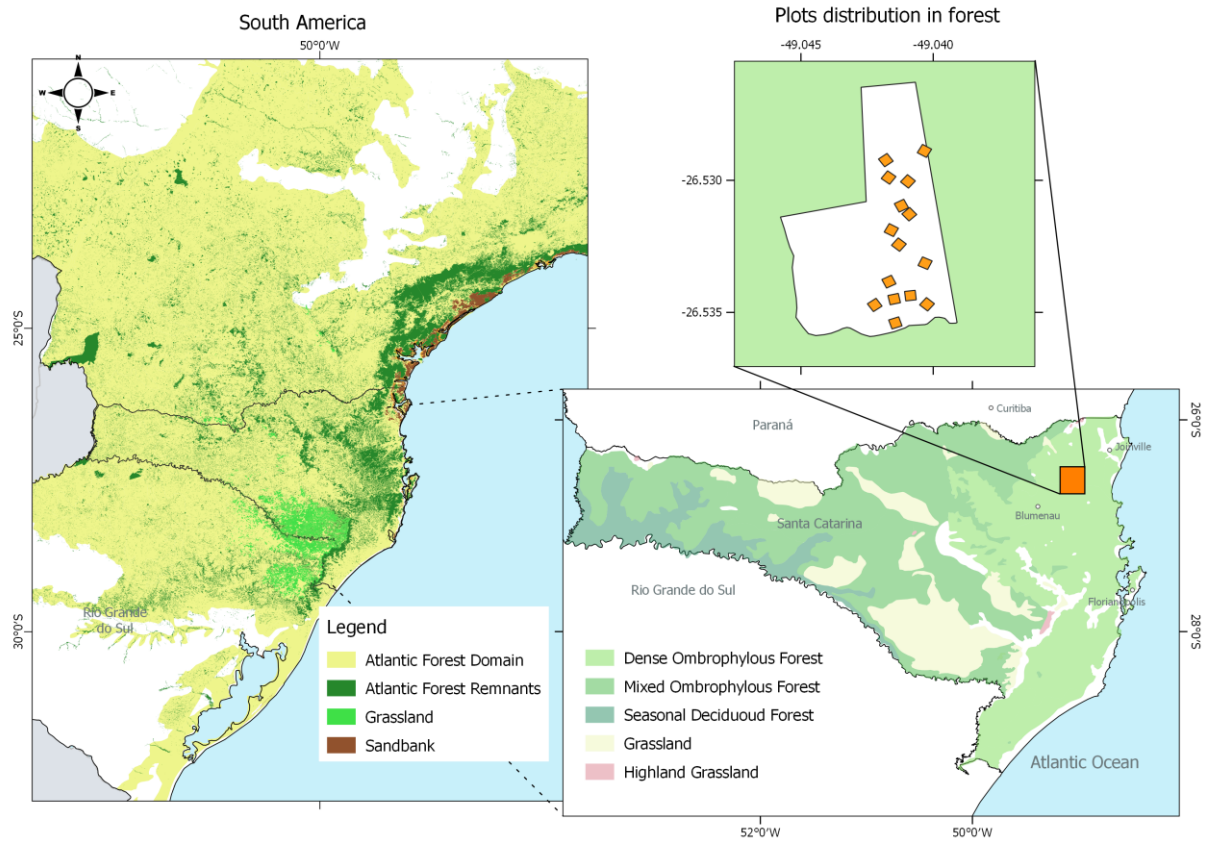 South America
50°0'W
N
W
E
S
25°0'S
30°0'S
Rio Grande
do Sul
Legend
Atlantic Forest Domain
Atlantic Forest Remnants
Grassland
Sandbank
Plots distribution in forest
-49.045
-49.040
-26.530
-26.535
Paraná
Curitiba
Joinville
Blumenau
Santa Catarina
Rio Grande do Sul
Florianópolis
26°0'S
28°0'S
Dense Ombrophylous Forest
Mixed Ombrophylous Forest
Seasonal Deciduoud Forest
Grassland
Highland Grassland
Atlantic Ocean
52°0'W
50°0'W